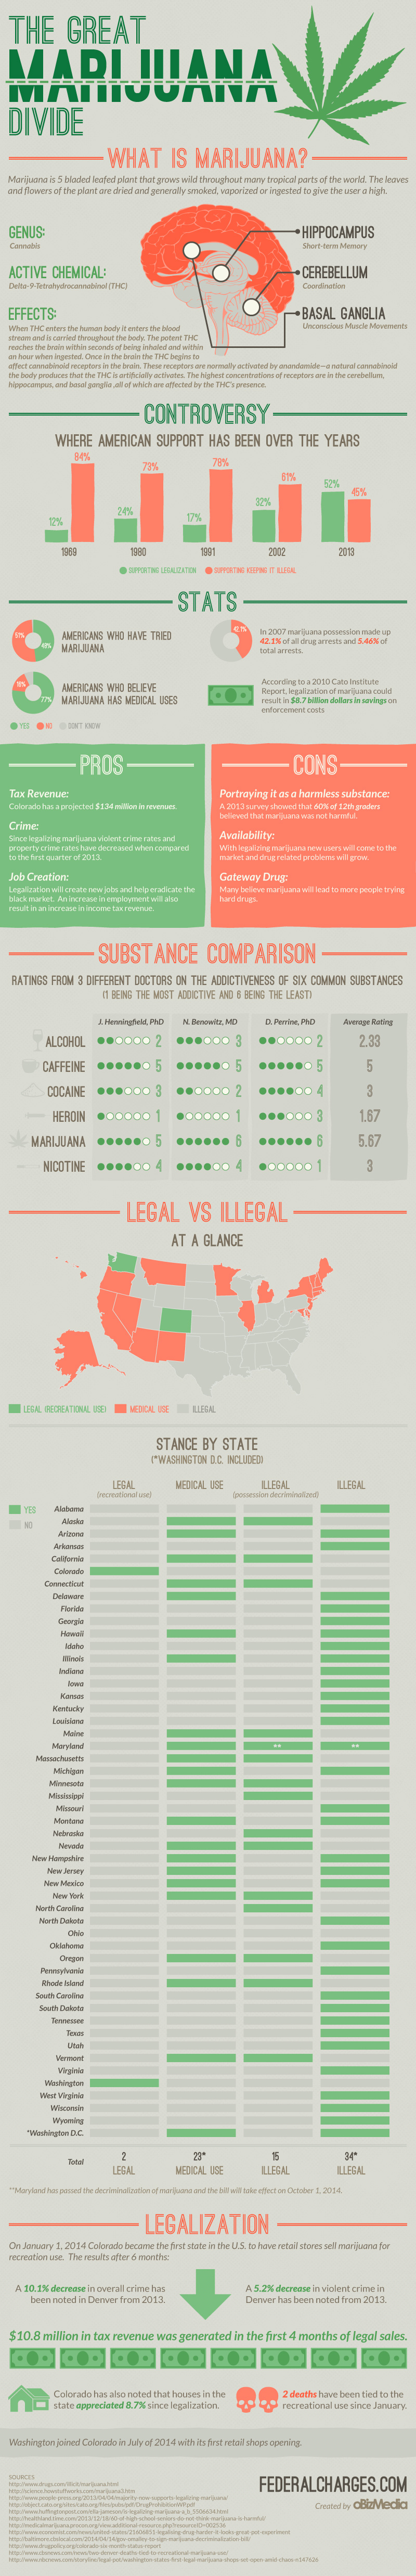 THE GREAT
MARIJUANA
DIVIDE
WHAT IS MARIJUANA?
Marijuana is 5 bladed leafed plant that grows wild throughout many tropical parts of the world. The leaves
and flowers of the plant are dried and generally smoked, vaporized or ingested to give the user a high.
GENUS:
Cannabis
ACTIVE CHEMICAL:
Delta-9-Tetrahydrocannabinol (THC)
EFFECTS:
When THC enters the human body it enters the blood
stream and is carried throughout the body. The potent THC
reaches the brain within seconds of being inhaled and within
an hour when ingested. Once in the brain the THC begins to
affect cannabinoid receptors in the brain. These receptors are normally activated by anandamide—a natural cannabinoid
the body produces that the THC is artificially activates. The highest concentrations of receptors are in the cerebellum,
hippocampus, and basal ganglia ,all of which are affected by the THC's presence.
HIPPOCAMPUS
Short-term Memory
CEREBELLUM
Coordination
BASAL GANGLIA
Unconscious Muscle Movements
CONTROVERSY
WHERE AMERICAN SUPPORT HAS BEEN OVER THE YEARS
12% 84% 24% 73% 17% 78% 32% 61% 52% 45%
1969 1980 1991 2002 2013
SUPPORTING LEGALIZATION SUPPORTING KEEPING IT ILLEGAL
STATS
51% 49%
AMERICANS WHO HAVE TRIED
MARIJUANA
42.1%
In 2007 marijuana possession made up
42.1% of all drug arrests and 5.46% of
total arrests.
77%
AMERICANS WHO BELIEVE
MARIJUANA HAS MEDICAL USES
According to a 2010 Cato Institute
Report, legalization of marijuana could
result in $8.7 billion dollars in savings on
enforcement costs
YES NO DON'T KNOW
PROS
Tax Revenue:
Colorado has a projected $134 million in revenues.
Crime:
Since legalizing marijuana violent crime rates and
property crime rates have decreased when compared
to the first quarter of 2013.
Job Creation:
Legalization will create new jobs and help eradicate the
black market. An increase in employment will also
result in an increase in income tax revenue.
CONS
Portraying it as a harmless substance:
A 2013 survey showed that 60% of 12th graders
believed that marijuana was not harmful.
Availability:
With legalizing marijuana new users will come to the
market and drug related problems will grow.
Gateway Drug:
Many believe marijuana will lead to more people trying
hard drugs.
SUBSTANCE COMPARISON
RATINGS FROM 3 DIFFERENT DOCTORS ON THE ADDICTIVENESS OF SIX COMMON SUBSTANCES
(1 BEING THE MOST ADDICTIVE AND 6 BEING THE LEAST)
J. Henningfield, PhD N. Benowitz, MD D. Perrine, PhD Average Rating
ALCOHOL 2 3 2 2.33
CAFFEINE 5 5 5 5
COCAINE 3 2 4 3
HEROIN 1 1 3 1.67
MARIJUANA 5 6 6 5.67
NICOTINE 4 4 1 3
LEGAL VS ILLEGAL
AT A GLANCE
LEGAL (RECREATIONAL USE) MEDICAL USE ILLEGAL
STANCE BY STATE
(*WASHINGTON D.C. INCLUDED)
LEGAL MEDICAL USE ILLEGAL ILLEGAL
(recreational use) (possession decriminalized)
YES
NO
Alabama
Alaska
Arizona
Arkansas
California
Colorado
Connecticut
Delaware
Florida
Georgia
Hawaii
Idaho
Illinois
Indiana
Iowa
Kansas
Kentucky
Louisiana
Maine
Maryland ** **
Massachusetts
Michigan
Minnesota
Mississippi
Missouri
Montana
Nebraska
Nevada
New Hampshire
New Jersey
New Mexico
New York
North Carolina
North Dakota
Ohio
Oklahoma
Oregon
Pennsylvania
Rhode Island
South Carolina
South Dakota
Tennessee
Texas
Utah
Vermont
Virginia
Washington
West Virginia
Wisconsin
Wyoming
*Washington D.C.
Total 2 23* 15 34*
LEGAL MEDICAL USE ILLEGAL ILLEGAL
**Maryland has passed the decriminalization of marijuana and the bill will take effect on October 1, 2014.
LEGALIZATION
On January 1, 2014 Colorado became the first state in the U.S. to have retail stores sell marijuana for
recreation use. The results after 6 months:
A 10.1% decrease in overall crime has
been noted in Denver from 2013.
A 5.2% decrease in violent crime in
Denver has been noted from 2013.
$10.8 million in tax revenue was generated in the first 4 months of legal sales.
Colorado has also noted that houses in the
state appreciated 8.7% since legalization.
2 deaths have been tied to the
recreational use since January.
Washington joined Colorado in July of 2014 with its first retail shops opening.
SOURCES
http://www.drugs.com/illicit/marijuana.html
http://science.howstuffworks.com/marijuana3.htm
http://www.people-press.org/2013/04/04/majority-now-supports-legalizing-marijuana/
FEDERALCHARGES.COM
Created by OBIZMEDIA